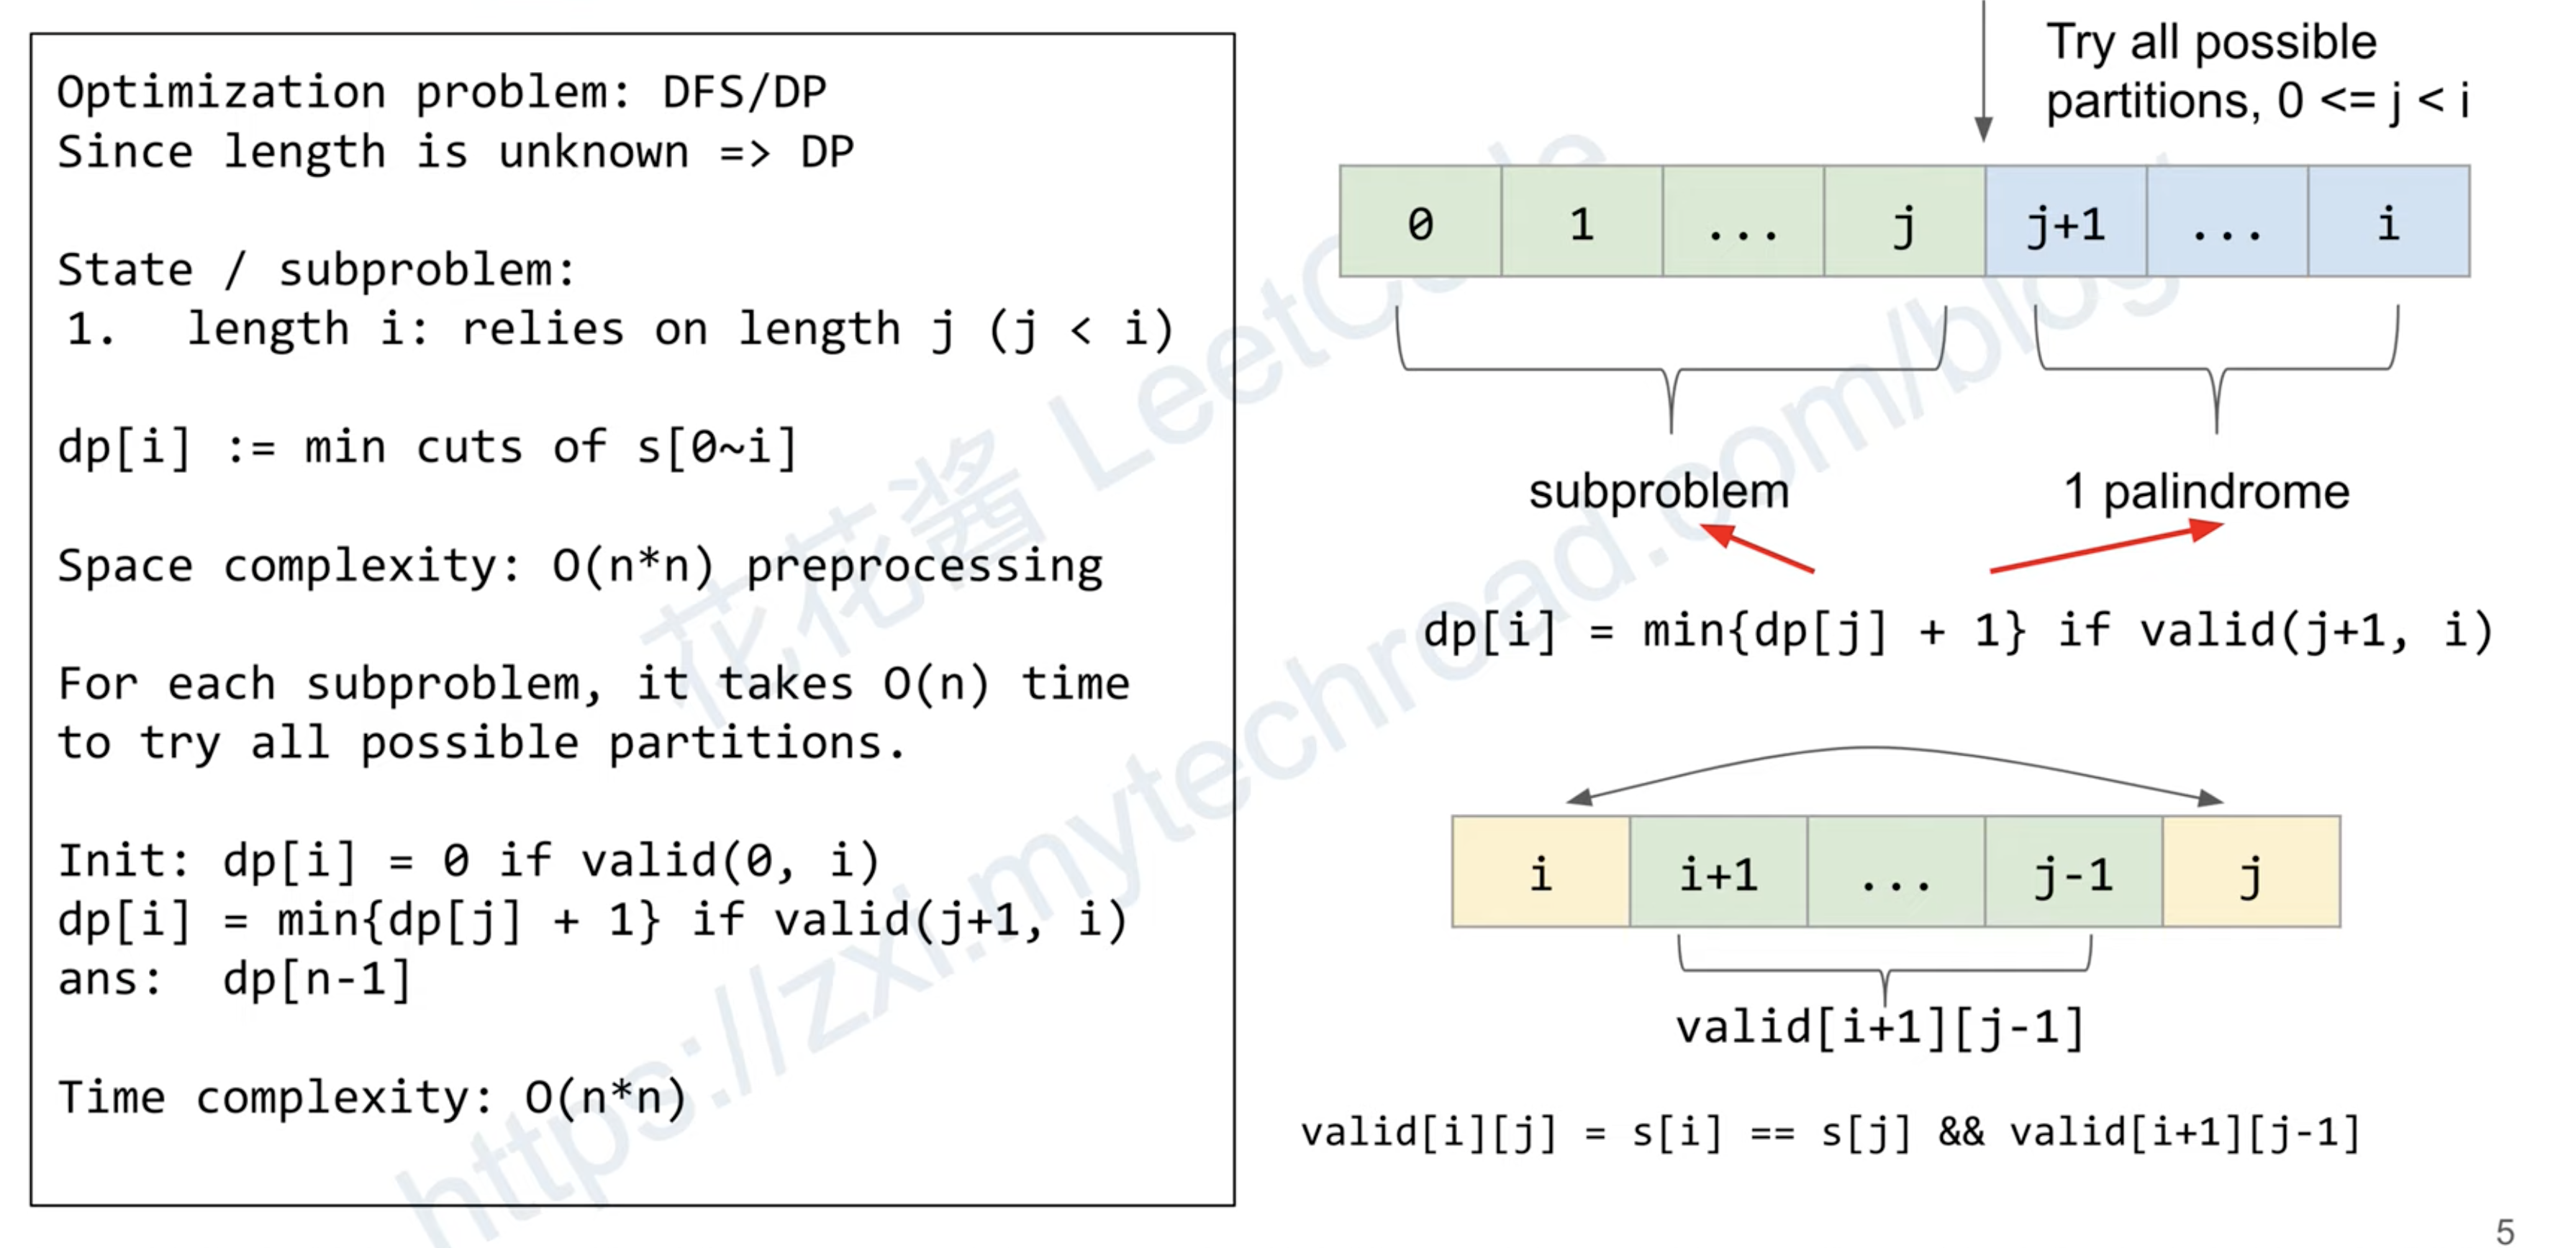 Optimization problem: DFS/DP
Since length is unknown => DP
State / subproblem:
1. length i: relies on length j (j < i)
dp[i] := min cuts of s[0~i]
Space complexity: O(n*n) preprocessing
For each subproblem, it takes O(n) time
to try all possible partitions.
Init: dp[i] = 0 if valid(0, i)
dp[i] = min{dp[j] + 1} if valid(j+1, i)
ans: dp[n-1]
Time complexity: O(n*n)
Try all possible
partitions, 0 <= j < i
0 1 ... j j+1 ... i
subproblem 1 palindrome
dp[i] = min{dp[j] + 1} if valid(j+1, i)
i i+1 ... j-1 j
valid[i+1][j-1]
valid[i][j] = s[i] == s[j] && valid[i+1][j-1]
花花酱 LeetCode
https://zxi.mytechroad.com/blog
5